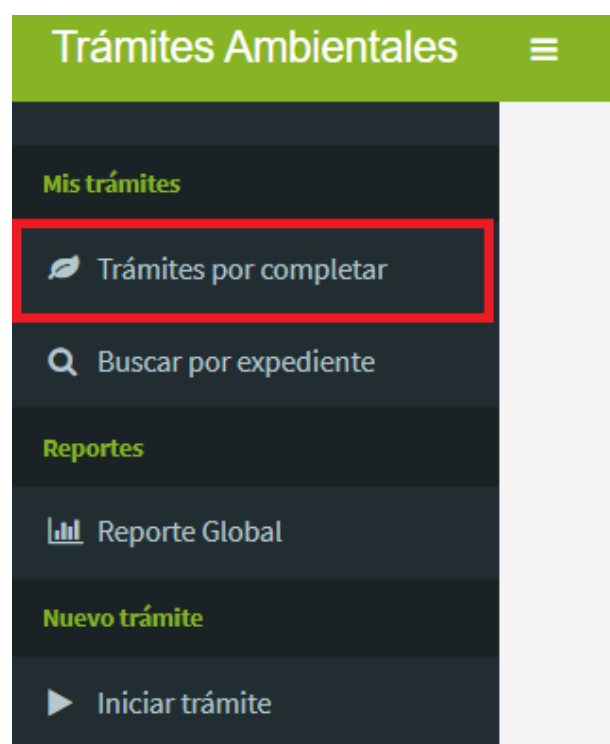 Trámites Ambientales
Mis trámites
Trámites por completar
Buscar por expediente
Reportes
Reporte Global
Nuevo trámite
Iniciar trámite